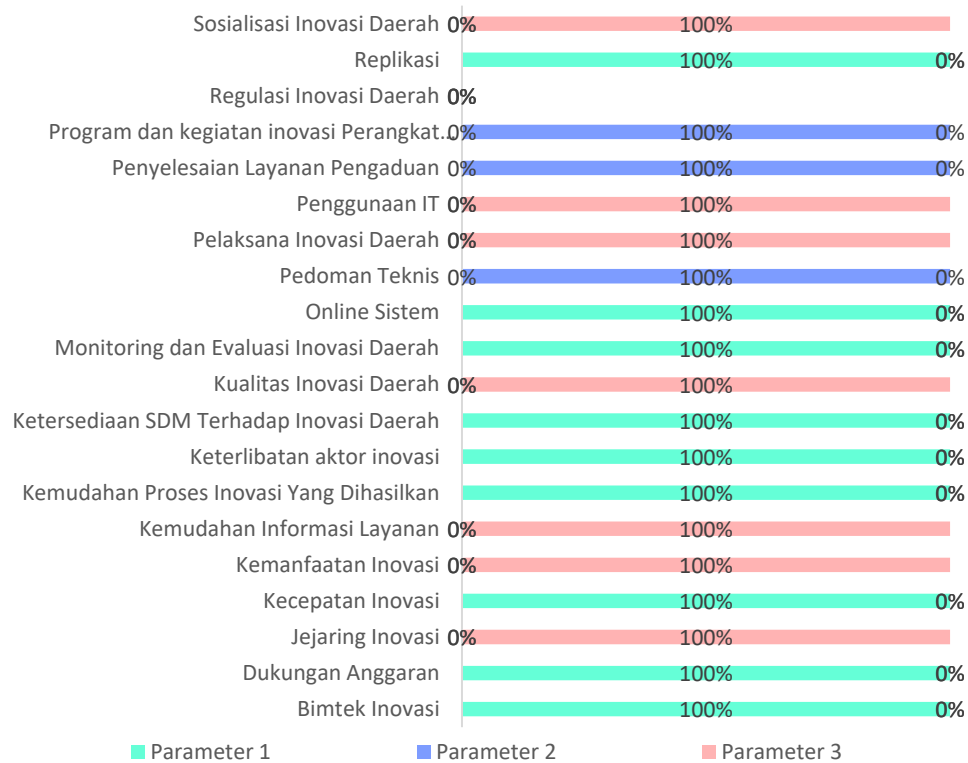 Sosialisasi Inovasi Daerah 0% 100%
Replikasi 100% 0%
Regulasi Inovasi Daerah 0%
Program dan kegiatan inovasi Perangkat... 0% 100% 0%
Penyelesaian Layanan Pengaduan 0% 100% 0%
Penggunaan IT 0% 100%
Pelaksana Inovasi Daerah 0% 100%
Pedoman Teknis 0% 100% 0%
Online Sistem 100% 0%
Monitoring dan Evaluasi Inovasi Daerah 100% 0%
Kualitas Inovasi Daerah 0% 100%
Ketersediaan SDM Terhadap Inovasi Daerah 100% 0%
Keterlibatan aktor inovasi 100% 0%
Kemudahan Proses Inovasi Yang Dihasilkan 100% 0%
Kemudahan Informasi Layanan 0% 100%
Kemanfaatan Inovasi 0% 100%
Kecepatan Inovasi 100% 0%
Jejaring Inovasi 0% 100%
Dukungan Anggaran 100% 0%
Bimtek Inovasi 100% 0%
Parameter 1 Parameter 2 Parameter 3